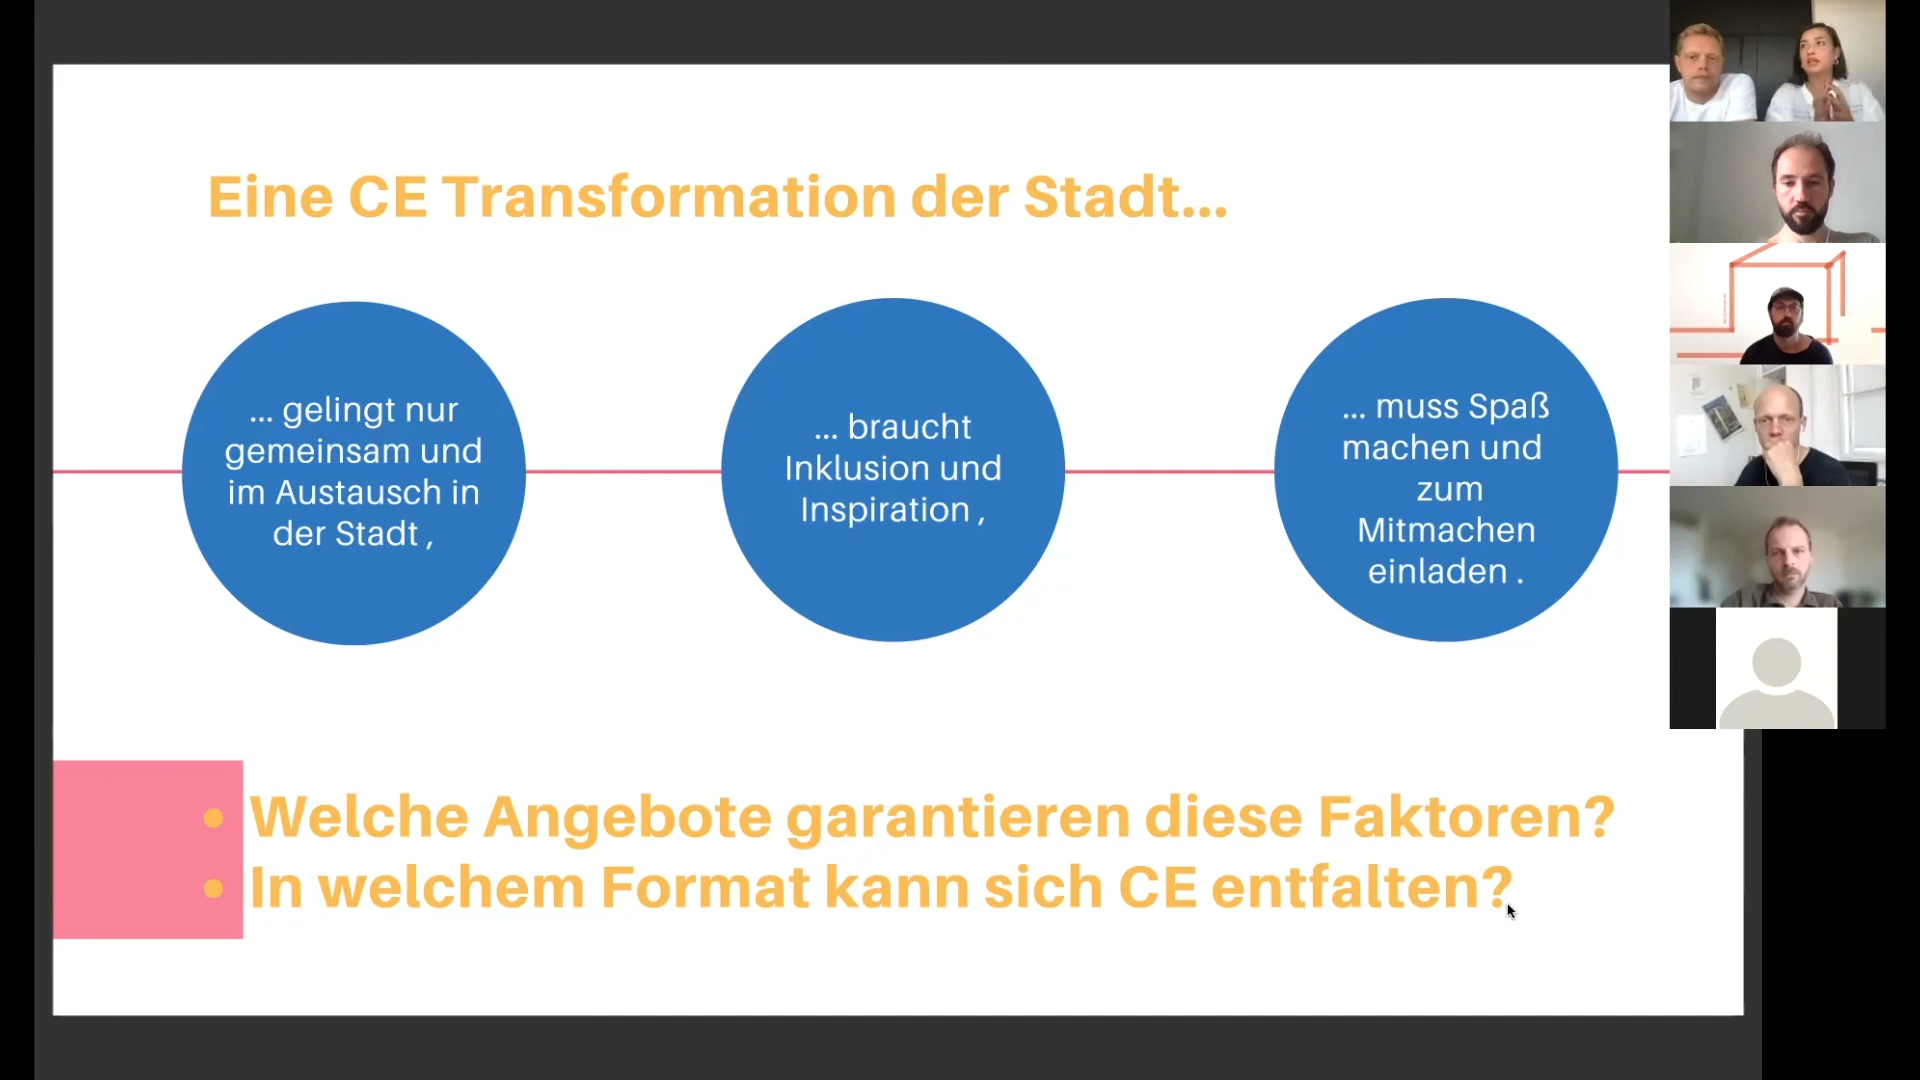 Eine CE Transformation der Stadt...
... gelingt nur
gemeinsam und
im Austausch in
der Stadt ,
... braucht
Inklusion und
Inspiration ,
... muss Spaß
machen und
zum
Mitmachen
einladen .
• Welche Angebote garantieren diese Faktoren?
• In welchem Format kann sich CE entfalten?